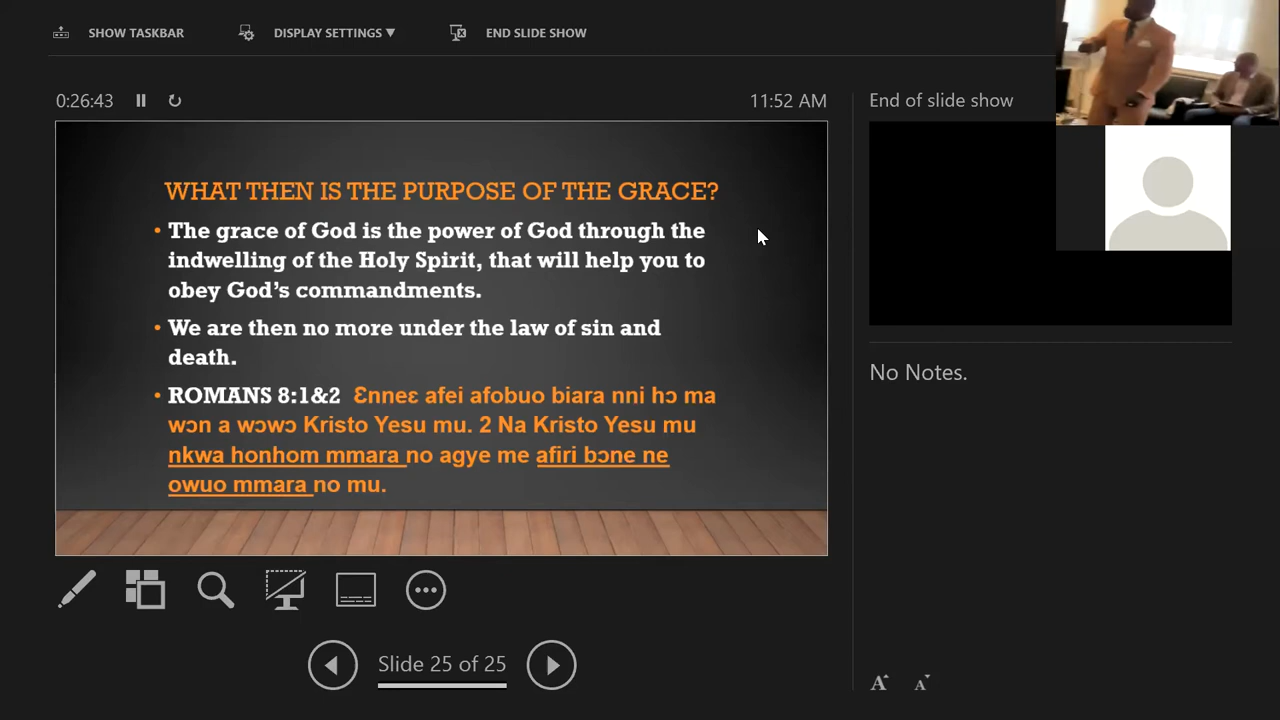 SHOW TASKBAR
DISPLAY SETTINGS ▼
END SLIDE SHOW
0:26:43
11:52 AM
End of slide show
WHAT THEN IS THE PURPOSE OF THE GRACE?
• The grace of God is the power of God through the
indwelling of the Holy Spirit, that will help you to
obey God's commandments.
• We are then no more under the law of sin and
death.
• ROMANS 8:1&2 Ɛnneɛ afei afobuo biara nni hɔ ma
wɔn a wɔwɔ Kristo Yesu mu. 2 Na Kristo Yesu mu
nkwa honhom mmara no agye me afiri bɔne ne
owuo mmara no mu.
No Notes.
Slide 25 of 25
A A